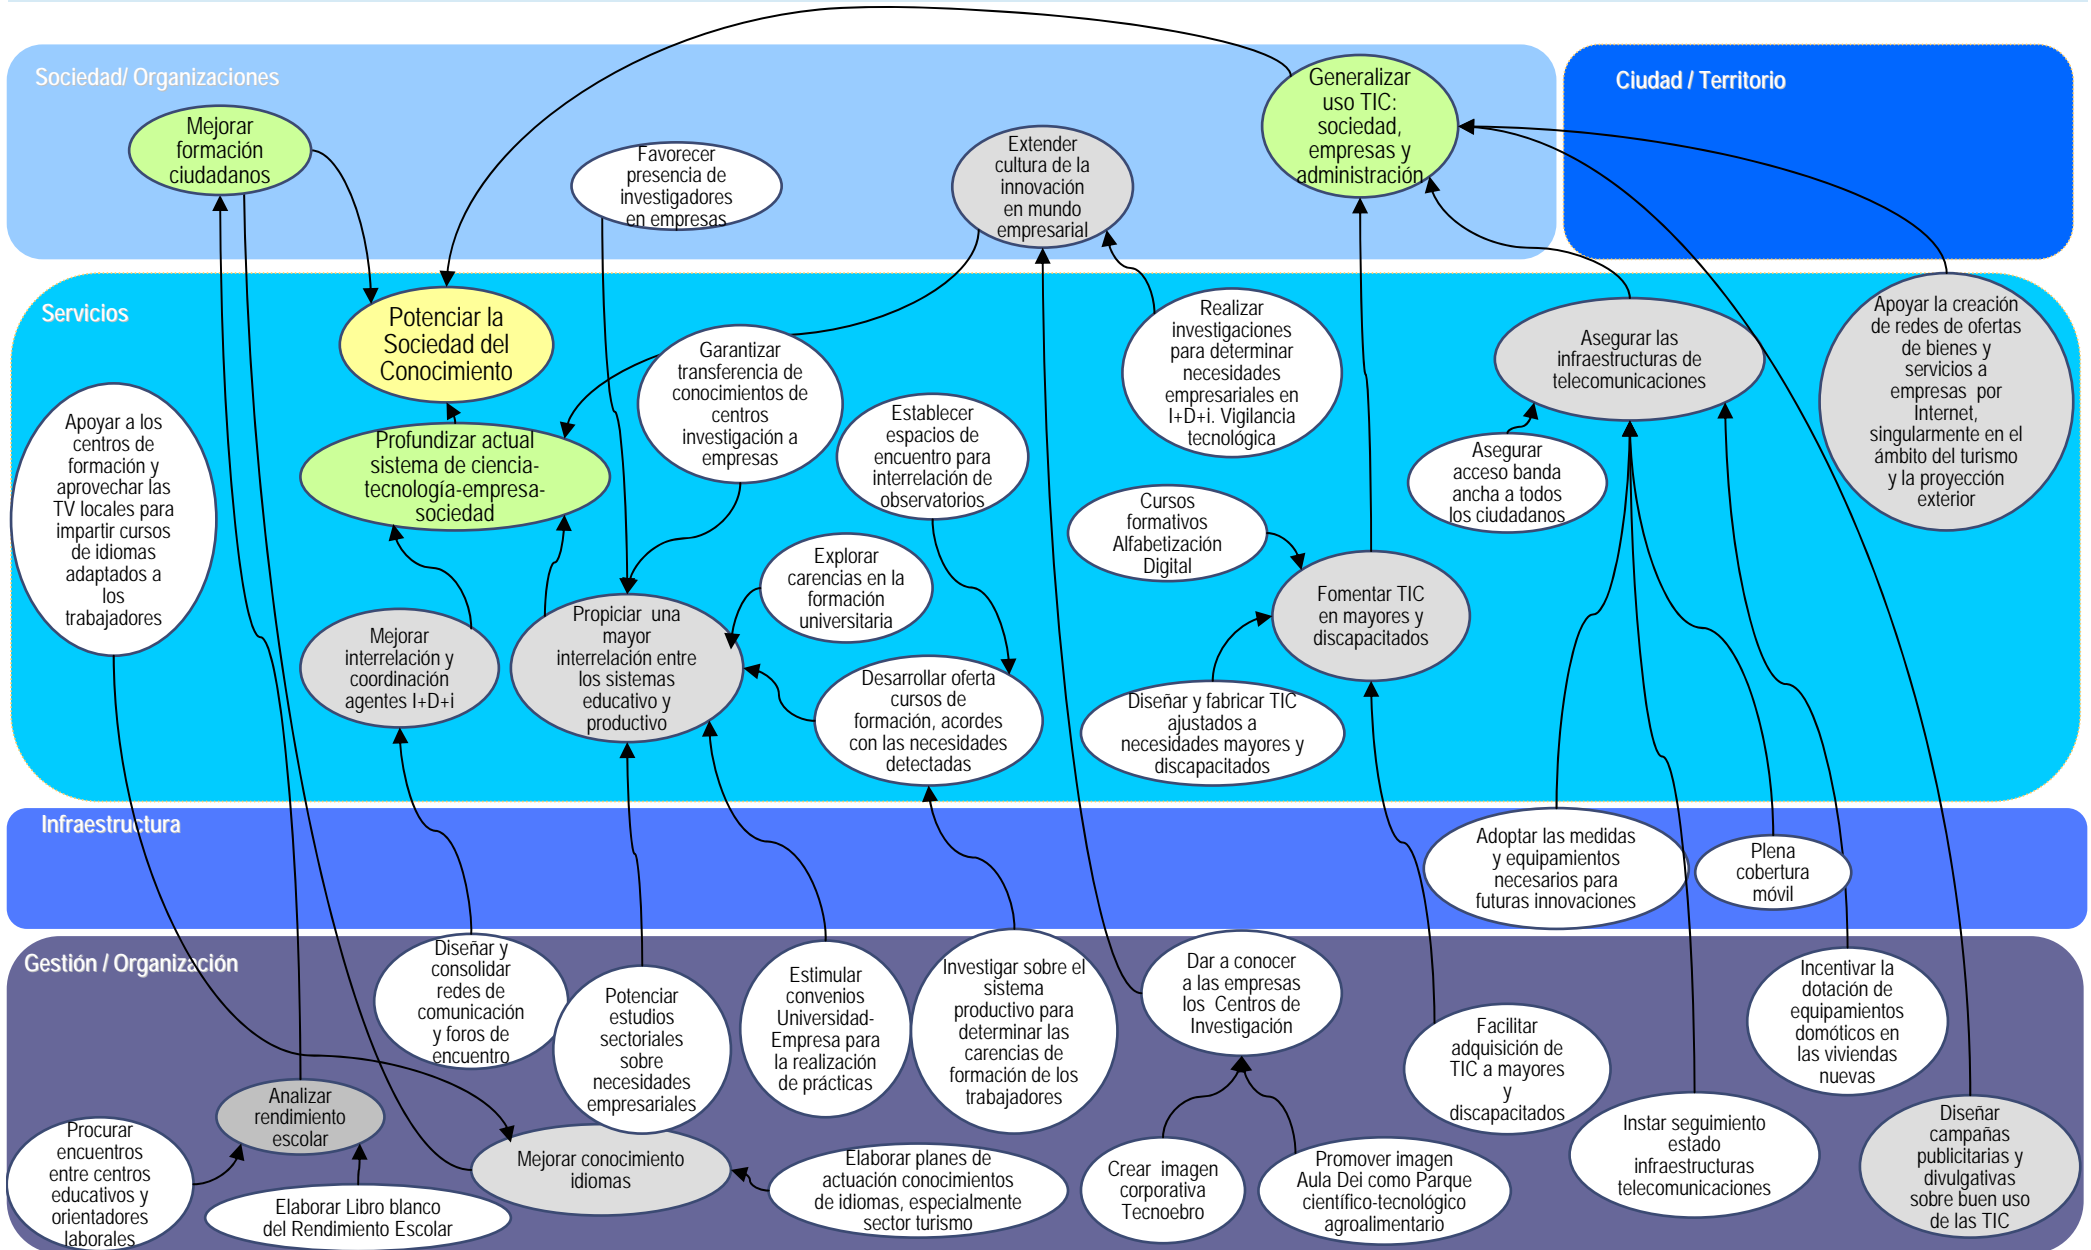 Sociedad/ Organizaciones
Ciudad / Territorio
Mejorar
formación
ciudadanos
Favorecer
presencia de
investigadores
en empresas
Extender
cultura de la
innovación
en mundo
empresarial
Generalizar
uso TIC:
sociedad,
empresas y
administración
Servicios
Potenciar la
Sociedad del
Conocimiento
Garantizar
transferencia de
conocimientos de
centros
investigación a
empresas
Realizar
investigaciones
para determinar
necesidades
empresariales en
I+D+i. Vigilancia
tecnológica
Asegurar las
infraestructuras de
telecomunicaciones
Apoyar la creación
de redes de ofertas
de bienes y
servicios a
empresas por
Internet,
singularmente en el
ámbito del turismo
y la proyección
exterior
Apoyar a los
centros de
formación y
aprovechar las
TV locales para
impartir cursos
de idiomas
adaptados a
los
trabajadores
Profundizar actual
sistema de ciencia-
tecnología-empresa-
sociedad
Establecer
espacios de
encuentro para
interrelación de
observatorios
Asegurar
acceso banda
ancha a todos
los ciudadanos
Cursos
formativos
Alfabetización
Digital
Explorar
carencias en la
formación
universitaria
Fomentar TIC
en mayores y
discapacitados
Mejorar
interrelación y
coordinación
agentes I+D+i
Propiciar una
mayor
interrelación entre
los sistemas
educativo y
productivo
Desarrollar oferta
cursos de
formación, acordes
con las necesidades
detectadas
Diseñar y fabricar TIC
ajustados a
necesidades mayores y
discapacitados
Infraestructura
Adoptar las medidas
y equipamientos
necesarios para
futuras innovaciones
Plena
cobertura
móvil
Gestión / Organización
Diseñar y
consolidar
redes de
comunicación
y foros de
encuentro
Potenciar
estudios
sectoriales
sobre
necesidades
empresariales
Estimular
convenios
Universidad-
Empresa para
la realización
de prácticas
Investigar sobre el
sistema
productivo para
determinar las
carencias de
formación de los
trabajadores
Dar a conocer
a las empresas
los Centros de
Investigación
Facilitar
adquisición de
TIC a mayores
y
discapacitados
Incentivar la
dotación de
equipamientos
domóticos en
las viviendas
nuevas
Analizar
rendimiento
escolar
Procurar
encuentros
entre centros
educativos y
orientadores
laborales
Elaborar Libro blanco
del Rendimiento Escolar
Mejorar conocimiento
idiomas
Elaborar planes de
actuación conocimientos
de idiomas, especialmente
sector turismo
Crear imagen
corporativa
Tecnoebro
Promover imagen
Aula Dei como Parque
científico-tecnológico
agroalimentario
Instar seguimiento
estado
infraestructuras
telecomunicaciones
Diseñar
campañas
publicitarias y
divulgativas
sobre buen uso
de las TIC